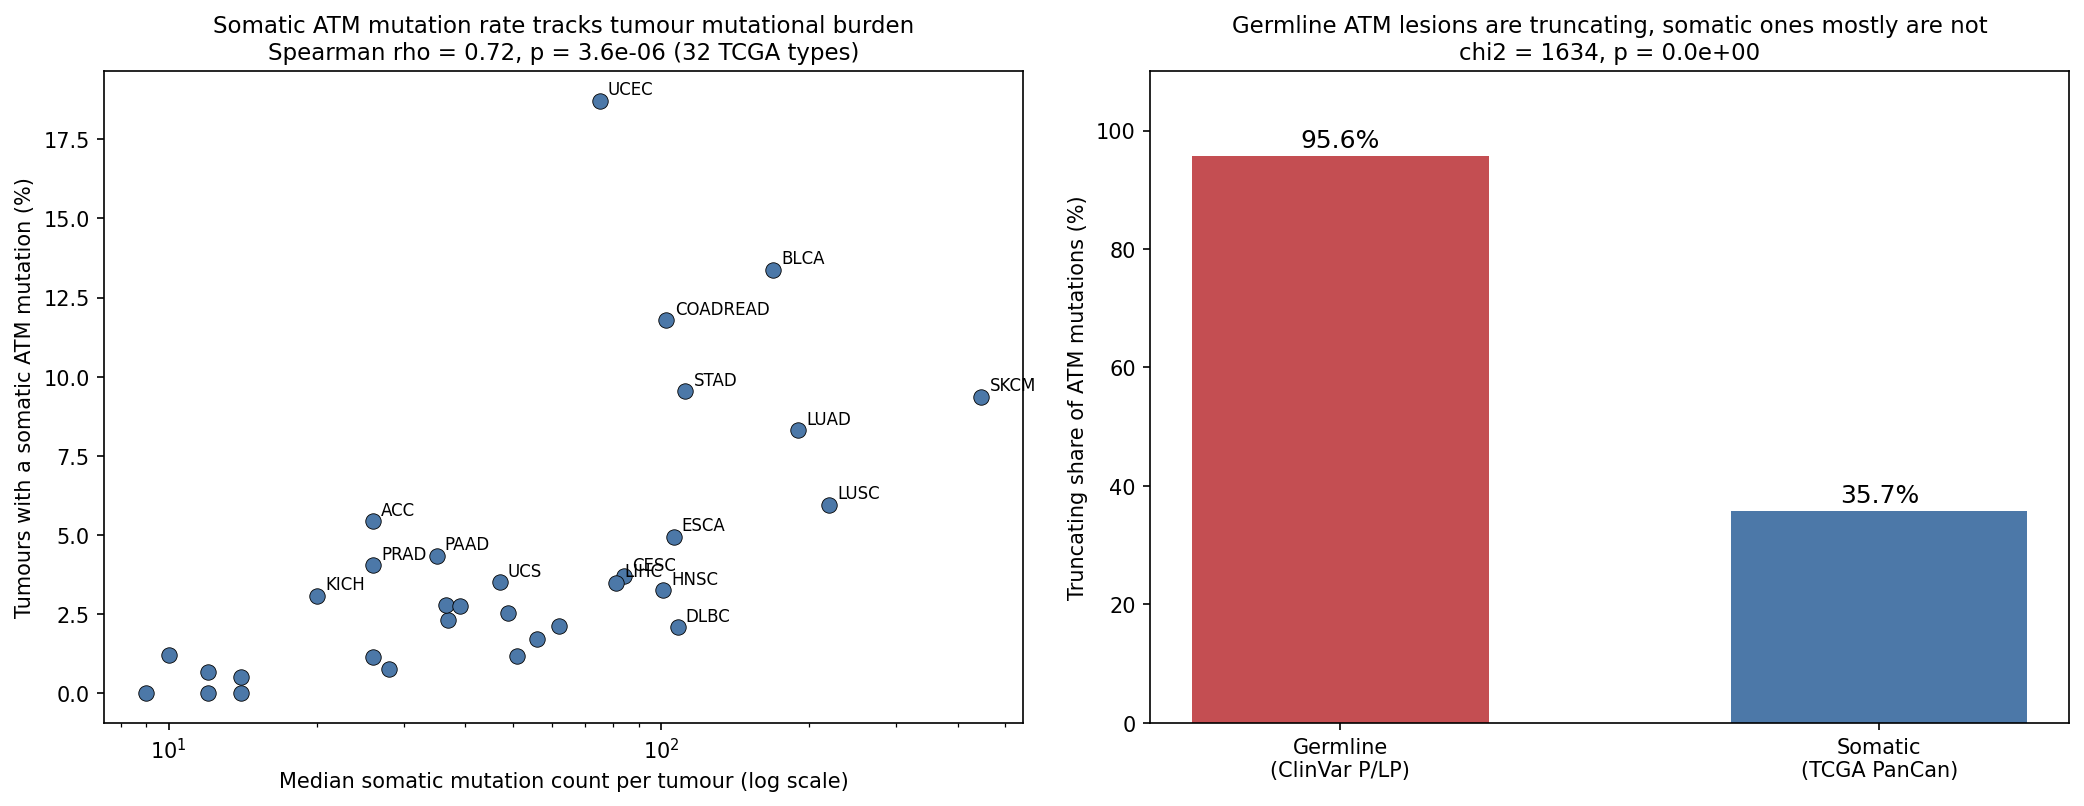 Somatic ATM mutation rate tracks tumour mutational burden
Spearman rho = 0.72, p = 3.6e-06 (32 TCGA types)
Tumours with a somatic ATM mutation (%)
17.5
15.0
12.5
10.0
7.5
5.0
2.5
0.0
UCEC
BLCA
COADREAD
STAD
SKCM
LUAD
LUSC
ACC
ESCA
PRAD
PAAD
CESC
LIHC
UCS
HNSC
KICH
DLBC
10¹
10²
Median somatic mutation count per tumour (log scale)
Germline ATM lesions are truncating, somatic ones mostly are not
chi2 = 1634, p = 0.0e+00
Truncating share of ATM mutations (%)
100
80
60
40
20
0
95.6%
35.7%
Germline
(ClinVar P/LP)
Somatic
(TCGA PanCan)